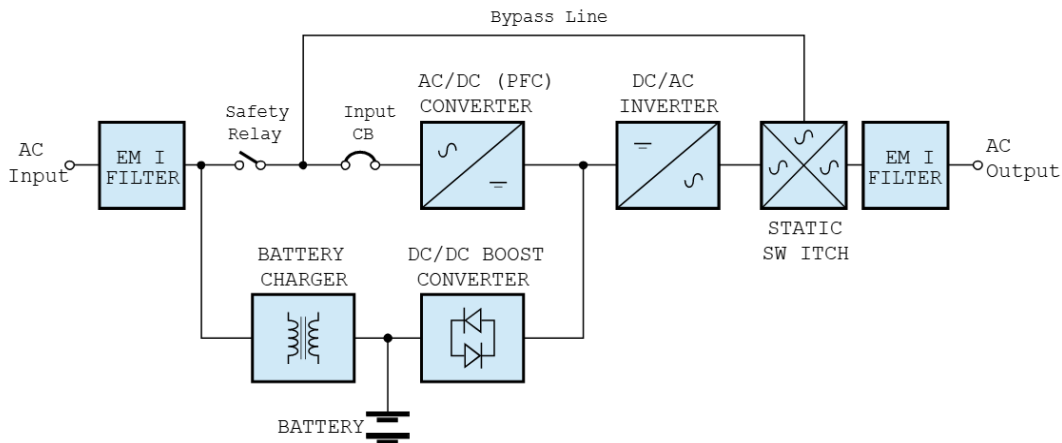 Bypass Line
AC/DC (PFC)
CONVERTER
DC/AC
INVERTER
Safety
Relay
Input
CB
AC
Input
EM I
FILTER
EM I
FILTER
AC
Output
STATIC
SW ITCH
BATTERY
CHARGER
DC/DC BOOST
CONVERTER
BATTERY